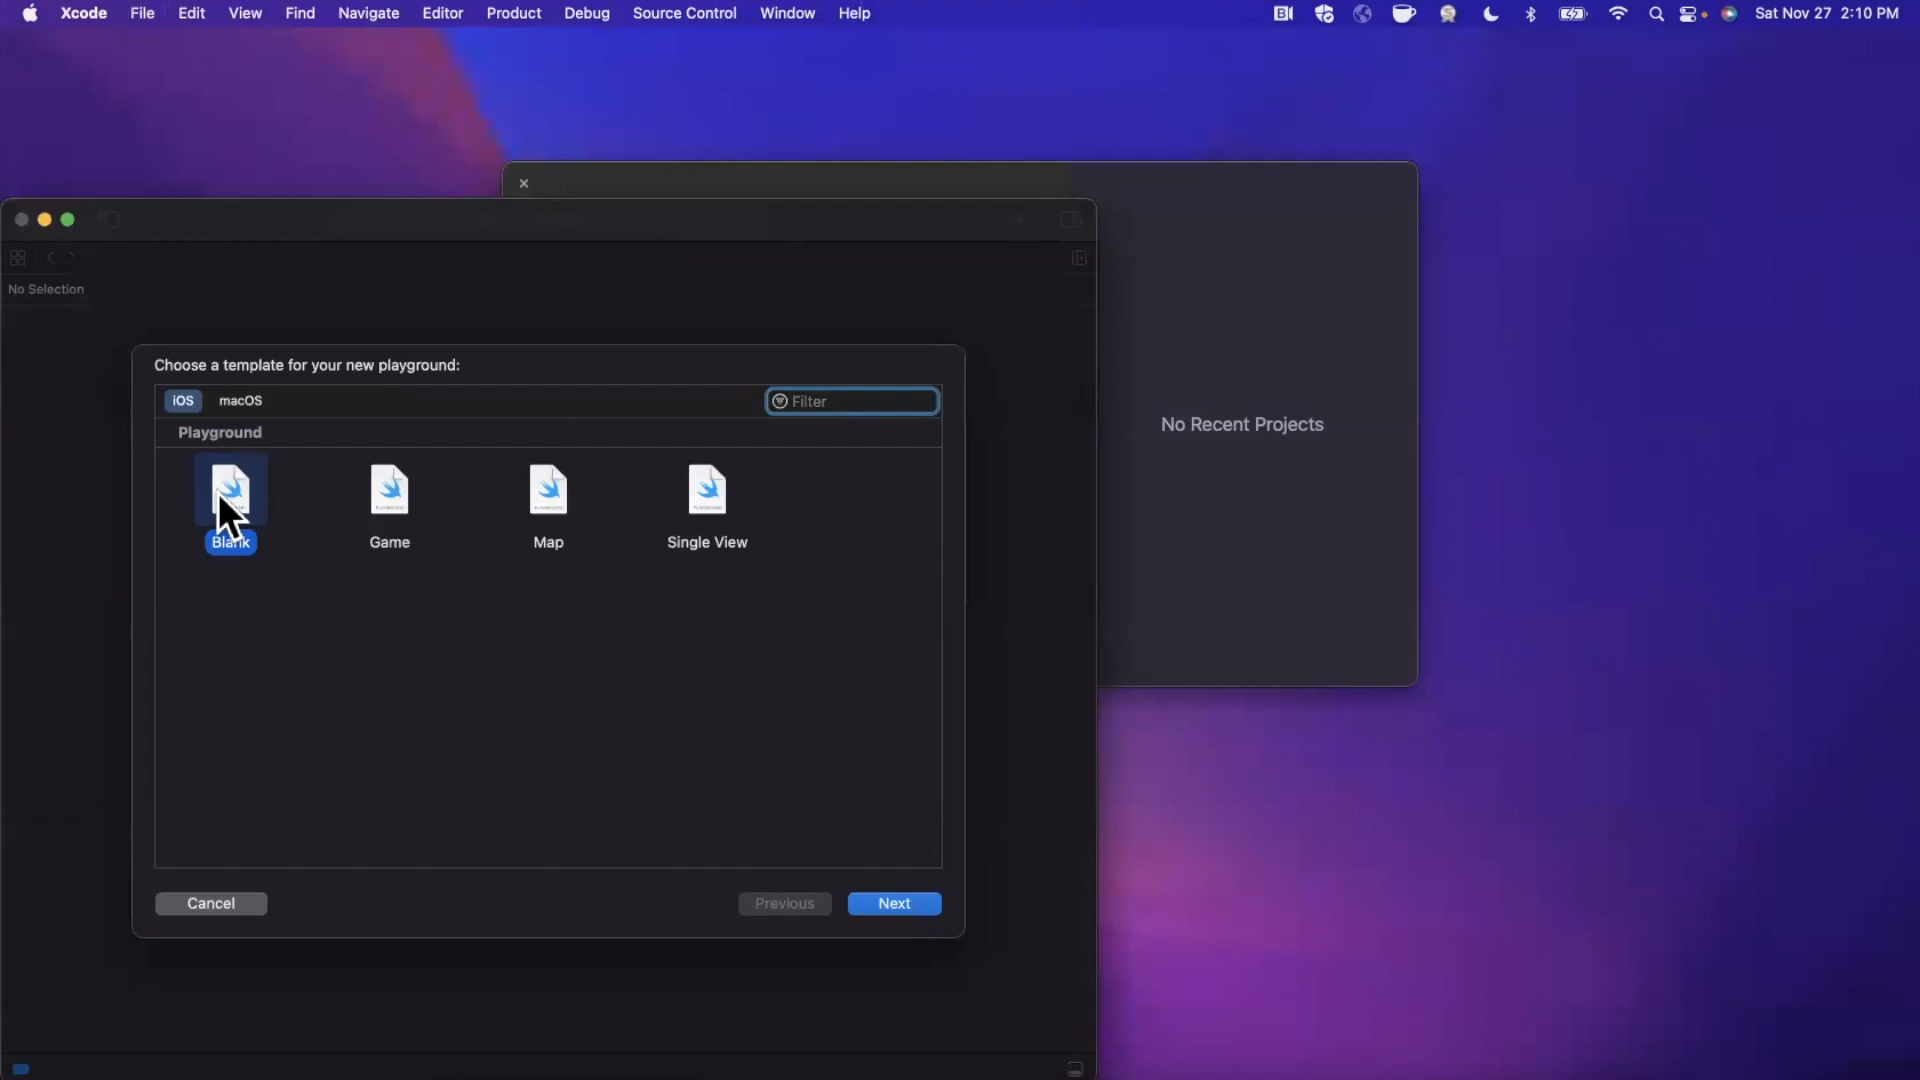 Xcode File Edit View Find Navigate Editor Product Debug Source Control Window Help Sat Nov 27 2:10 PM
No Selection
Choose a template for your new playground:
iOS macOS Filter
Playground
Blank Game Map Single View
Cancel Previous Next
No Recent Projects